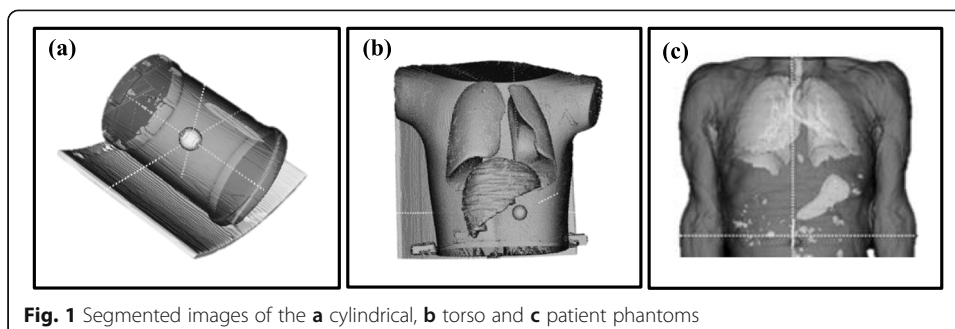 (a)
(b)
(c)
Fig. 1 Segmented images of the a cylindrical, b torso and c patient phantoms